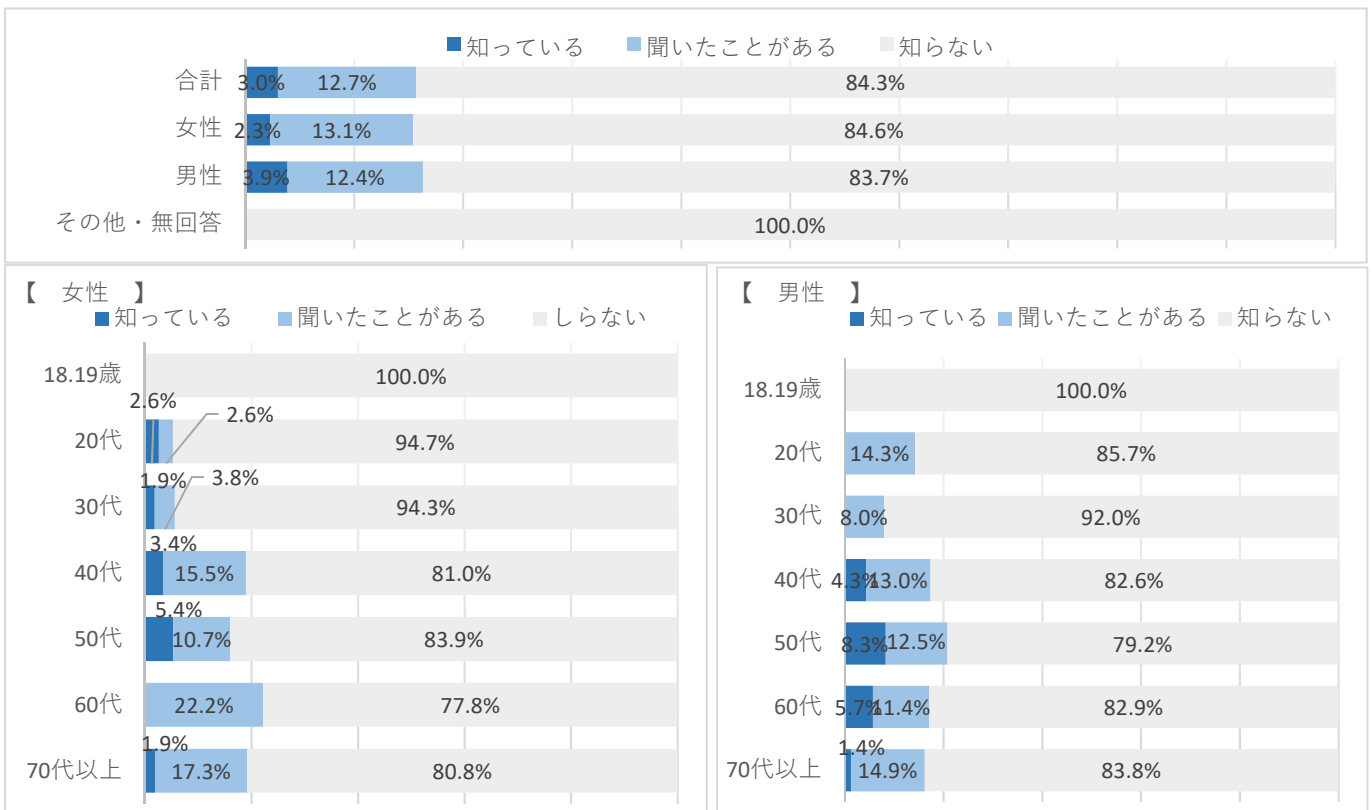 知っている 聞いたことがある 知らない
合計 3.0% 12.7% 84.3%
女性 2.3% 13.1% 84.6%
男性 3.9% 12.4% 83.7%
その他・無回答 100.0%
【 女性 】
知っている 聞いたことがある しらない
18.19歳 100.0%
2.6% 2.6%
20代 94.7%
1.9% 3.8%
30代 94.3%
3.4%
40代 15.5% 81.0%
5.4%
50代 10.7% 83.9%
60代 22.2% 77.8%
1.9%
70代以上 17.3% 80.8%
【 男性 】
知っている 聞いたことがある 知らない
18.19歳 100.0%
20代 14.3% 85.7%
30代 8.0% 92.0%
40代 4.3% 13.0% 82.6%
50代 8.3% 12.5% 79.2%
60代 5.7% 11.4% 82.9%
1.4%
70代以上 14.9% 83.8%